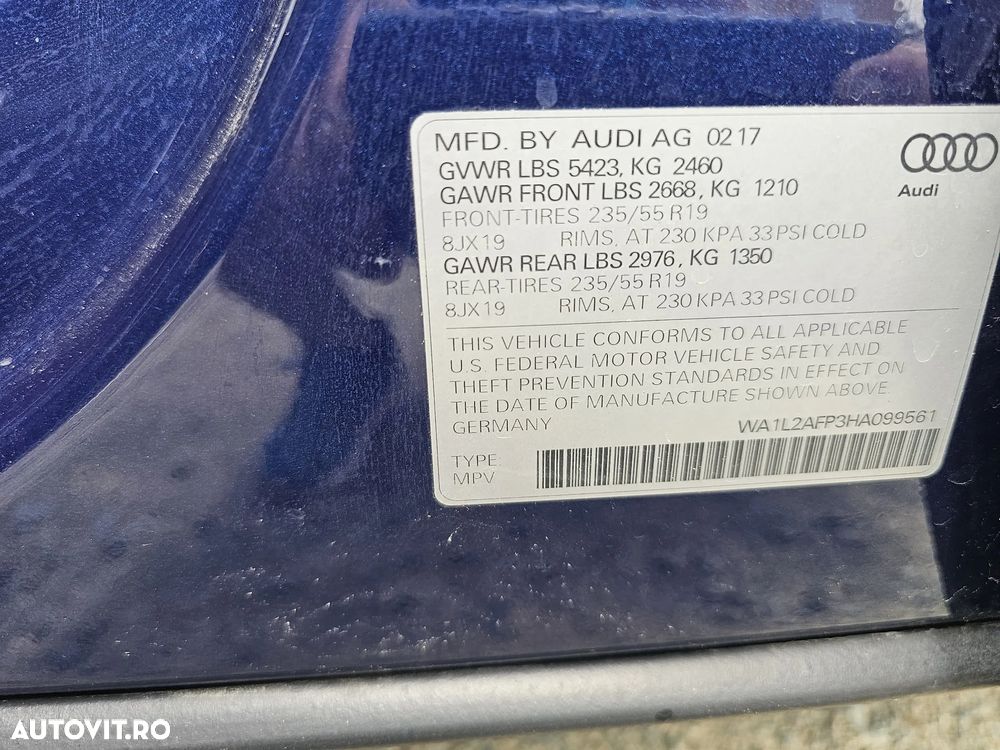 MFD. BY AUDI AG 0217
GVWR LBS 5423, KG 2460
GAWR FRONT LBS 2668, KG 1210
FRONT-TIRES 235/55 R19
8JX19 RIMS, AT 230 KPA 33 PSI COLD
GAWR REAR LBS 2976, KG 1350
REAR-TIRES 235/55 R19
8JX19 RIMS, AT 230 KPA 33 PSI COLD
Audi
THIS VEHICLE CONFORMS TO ALL APPLICABLE
U.S. FEDERAL MOTOR VEHICLE SAFETY AND
THEFT PREVENTION STANDARDS IN EFFECT ON
THE DATE OF MANUFACTURE SHOWN ABOVE.
GERMANY WA1L2AFP3HA099561
TYPE:
MPV
AUTOVIT.RO